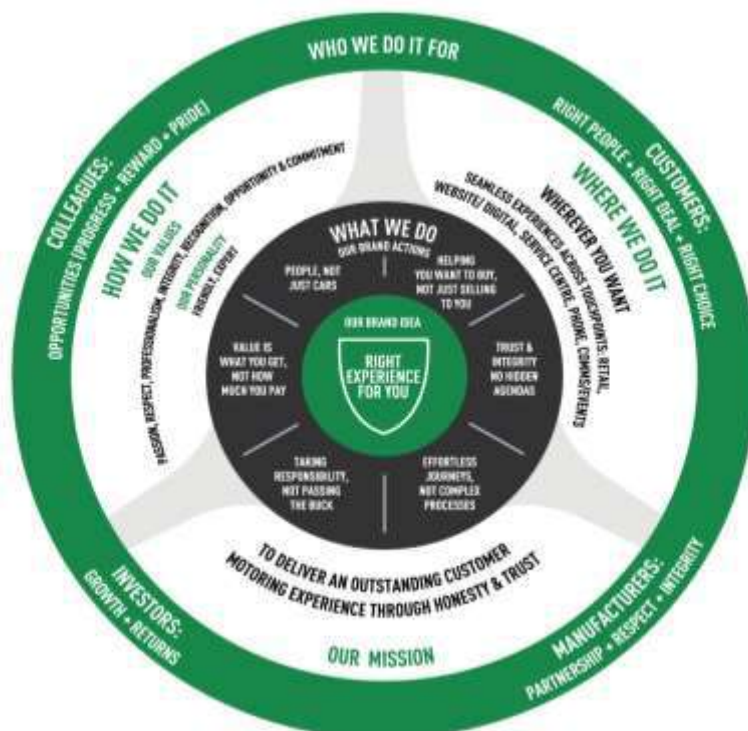 WHO WE DO IT FOR
COLLEAGUES:
OPPORTUNITIES (PROGRESS + REWARD + PRIDE)
CUSTOMERS:
RIGHT PEOPLE + RIGHT DEAL + RIGHT CHOICE
HOW WE DO IT
OUR VALUES
PASSION, RESPECT, PROFESSIONALISM, INTEGRITY, RECOGNITION, OPPORTUNITY & COMMITMENT
OUR PERSONALITY
FRIENDLY, EXPERT
WHERE WE DO IT
WHEREVER YOU WANT
SEAMLESS EXPERIENCES ACROSS TOUCHPOINTS: RETAIL,
WEBSITE/ DIGITAL, SERVICE CENTRE, PHONE, COMMS/EVENTS
WHAT WE DO
OUR BRAND ACTIONS
PEOPLE, NOT
JUST CARS
HELPING
YOU WANT TO BUY,
NOT JUST SELLING
TO YOU
VALUE IS
WHAT YOU GET,
NOT HOW
MUCH YOU PAY
TRUST &
INTEGRITY
NO HIDDEN
AGENDAS
TAKING
RESPONSIBILITY,
NOT PASSING
THE BUCK
EFFORTLESS
JOURNEYS,
NOT COMPLEX
PROCESSES
OUR BRAND IDEA
RIGHT
EXPERIENCE
FOR YOU
TO DELIVER AN OUTSTANDING CUSTOMER
MOTORING EXPERIENCE THROUGH HONESTY & TRUST
OUR MISSION
INVESTORS:
GROWTH + RETURNS
MANUFACTURERS:
PARTNERSHIP + RESPECT + INTEGRITY